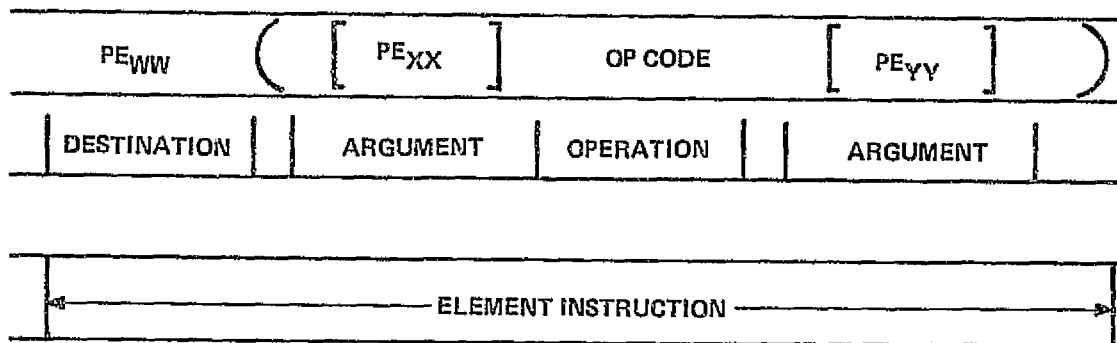 PEWW ( [ PEXX ] OP CODE [ PEYY ] )
DESTINATION ARGUMENT OPERATION ARGUMENT
ELEMENT INSTRUCTION